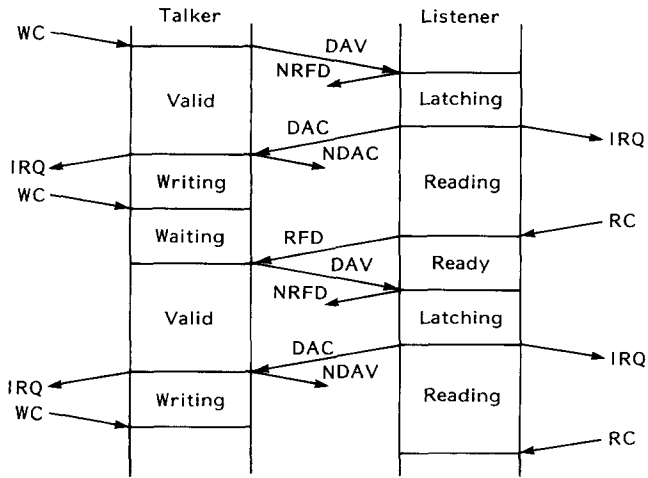 Talker Listener
WC
DAV
NRFD
Valid Latching
DAC
IRQ
NDAC
IRQ
Writing Reading
WC
RC
Waiting RFD
DAV Ready
NRFD
Valid Latching
DAC
IRQ
NDAV
IRQ
Writing Reading
WC
RC